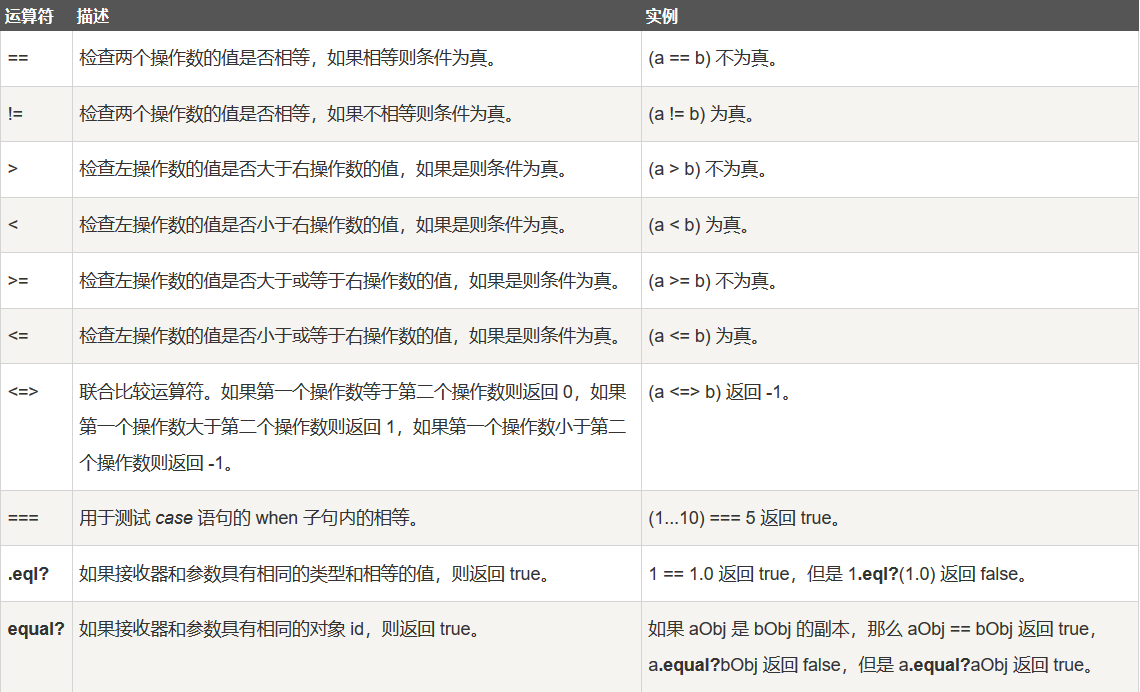 运算符 描述 实例
== 检查两个操作数的值是否相等，如果相等则条件为真。 (a == b) 不为真。
!= 检查两个操作数的值是否相等，如果不相等则条件为真。 (a != b) 为真。
> 检查左操作数的值是否大于右操作数的值，如果是则条件为真。 (a > b) 不为真。
< 检查左操作数的值是否小于右操作数的值，如果是则条件为真。 (a < b) 为真。
>= 检查左操作数的值是否大于或等于右操作数的值，如果是则条件为真。 (a >= b) 不为真。
<= 检查左操作数的值是否小于或等于右操作数的值，如果是则条件为真。 (a <= b) 为真。
<=> 联合比较运算符。如果第一个操作数等于第二个操作数则返回 0，如果 (a <=> b) 返回 -1。
第一个操作数大于第二个操作数则返回 1，如果第一个操作数小于第二
个操作数则返回 -1。
=== 用于测试 case 语句的 when 子句内的相等。 (1...10) === 5 返回 true。
.eql? 如果接收器和参数具有相同的类型和相等的值，则返回 true。 1 == 1.0 返回 true，但是 1.eql?(1.0) 返回 false。
equal? 如果接收器和参数具有相同的对象 id，则返回 true。 如果 aObj 是 bObj 的副本，那么 aObj == bObj 返回 true，
a.equal?bObj 返回 false，但是 a.equal?aObj 返回 true。